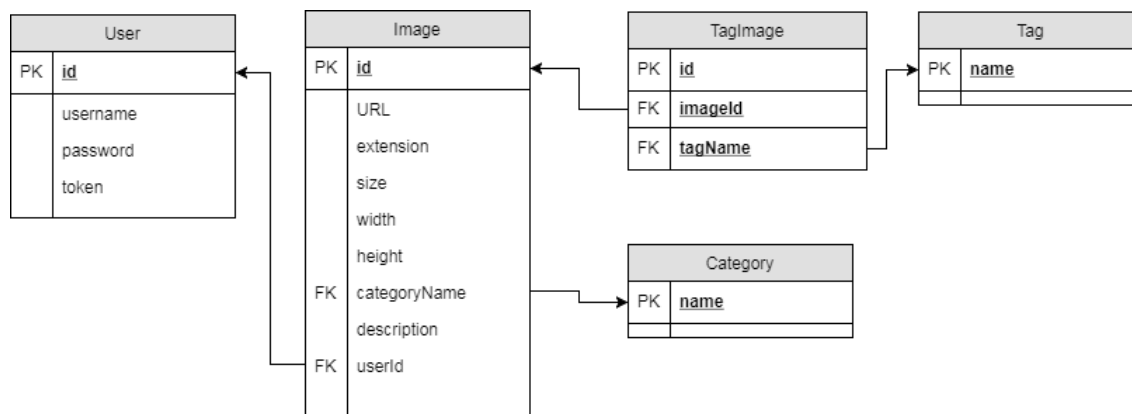 User
PK id
username
password
token
Image
PK id
URL
extension
size
width
height
FK categoryName
description
FK userId
TagImage
PK id
FK imageId
FK tagName
Tag
PK name
Category
PK name